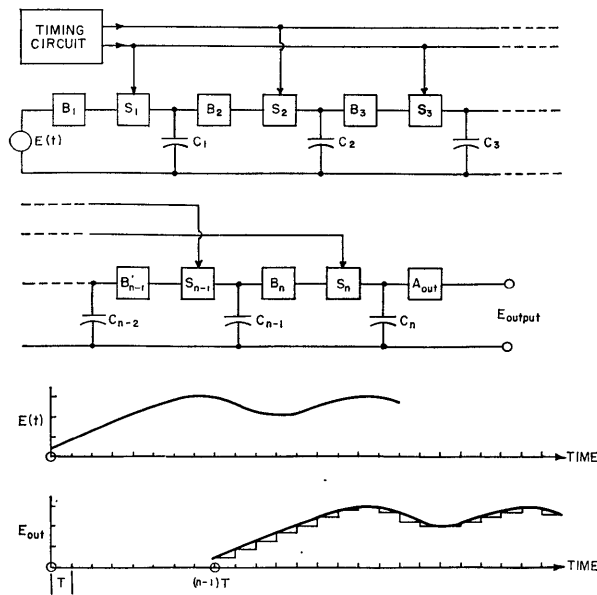 TIMING
CIRCUIT
B1 S1 B2 S2 B3 S3
E(t)
C1 C2 C3
B'n-1 Sn-1 Bn Sn Aout
Cn-2 Cn-1 Cn
Eoutput
E(t)
TIME
Eout
TIME
T (n-1)T